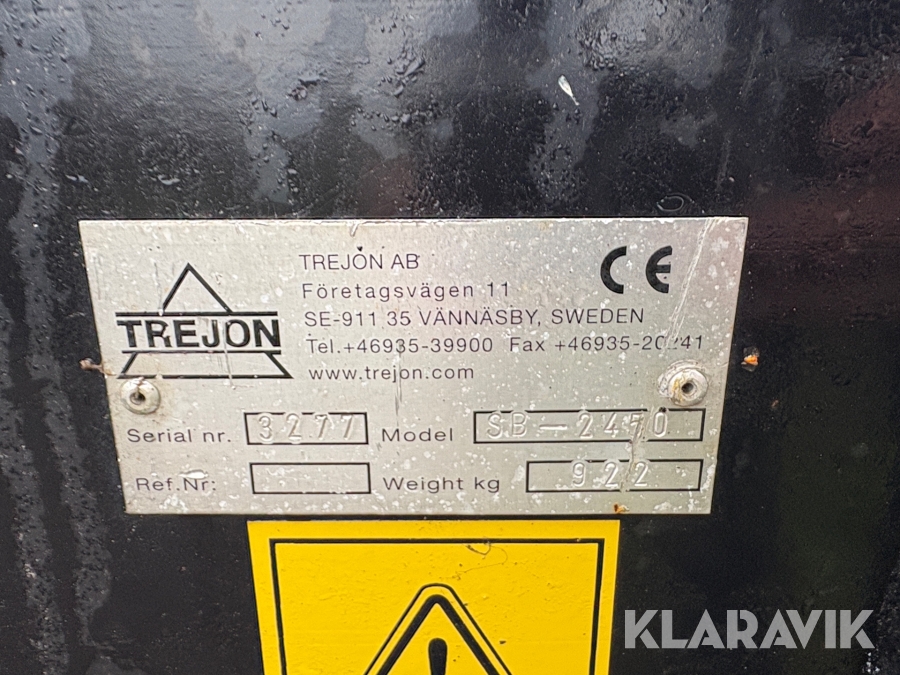 TREJON
TREJON AB
Företagsvägen 11
SE-911 35 VÄNNÄSBY, SWEDEN
Tel.+46935-39900 Fax +46935-20241
www.trejon.com
CE
Serial nr. 3277 Model SB-2470
Ref.Nr: Weight kg 922
!
KLARAVIK